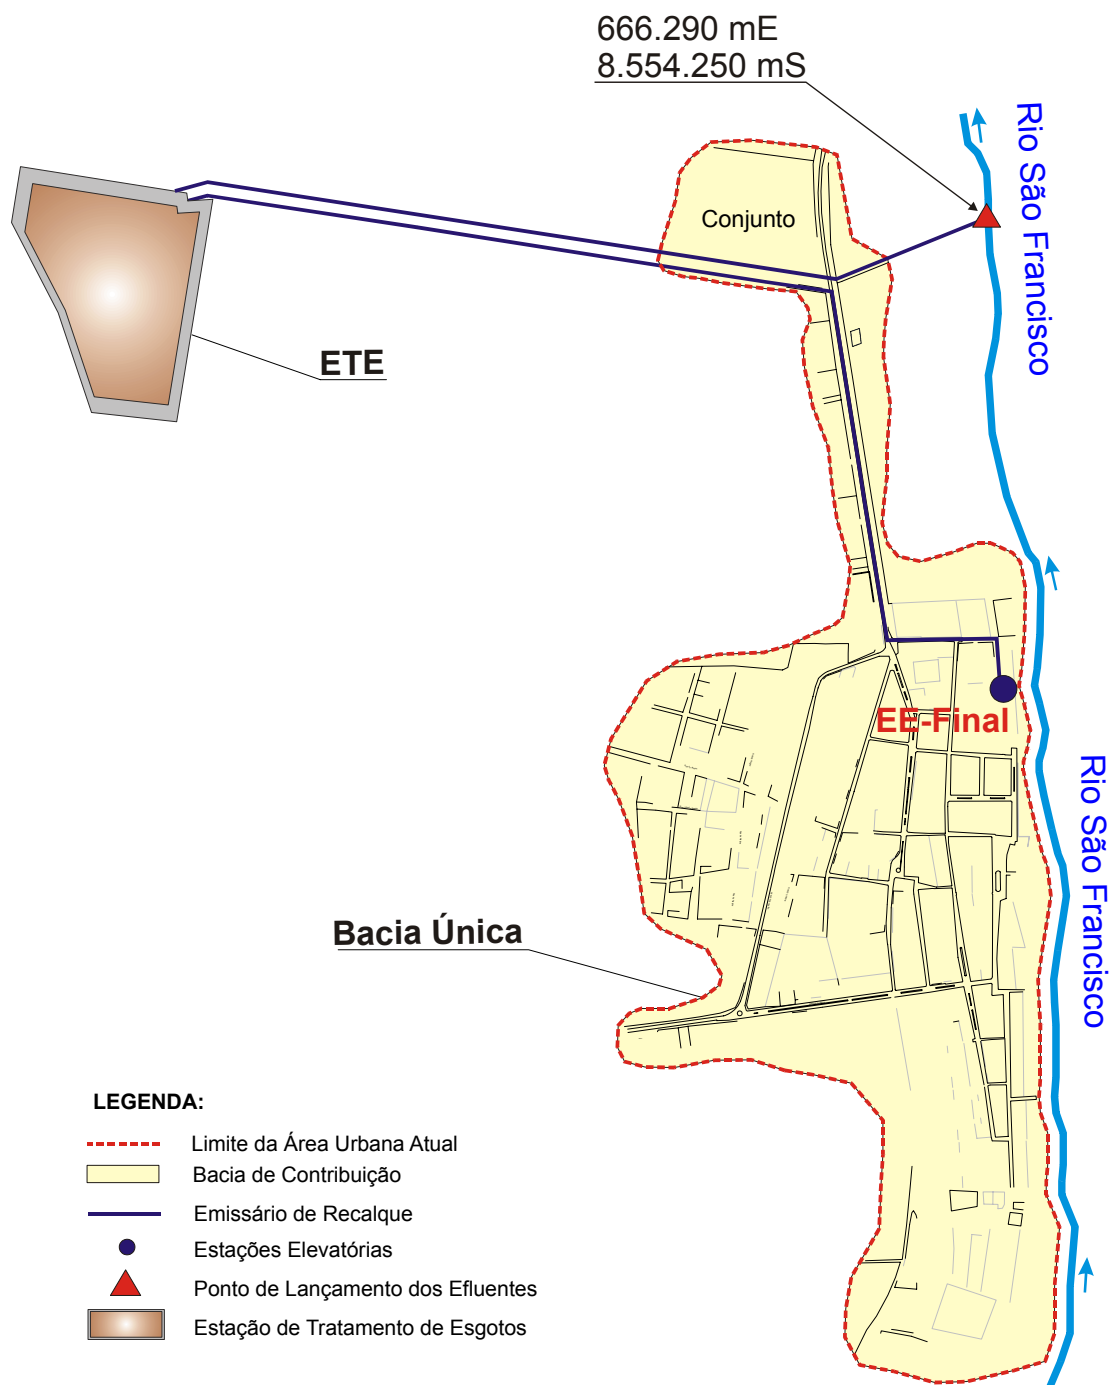 666.290 mE
8.554.250 mS
Rio São Francisco
Conjunto
ETE
EE-Final
Rio São Francisco
Bacia Única
LEGENDA:
Limite da Área Urbana Atual
Bacia de Contribuição
Emissário de Recalque
Estações Elevatórias
Ponto de Lançamento dos Efluentes
Estação de Tratamento de Esgotos